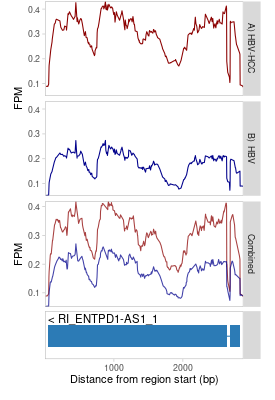 0.4
0.3
0.2
0.1
FPM
A) HBV-HCC
0.4
0.3
0.2
0.1
B) HBV
0.4
0.3
0.2
0.1
FPM
Combined
< RI_ENTPD1-AS1_1
1000
2000
Distance from region start (bp)